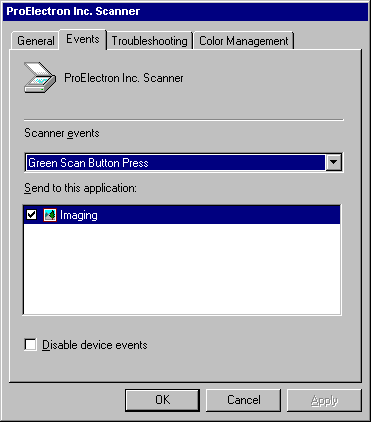 ProElectron Inc. Scanner
General Events Troubleshooting Color Management
ProElectron Inc. Scanner
Scanner events
Green Scan Button Press
Send to this application:
Imaging
Disable device events
OK Cancel Apply